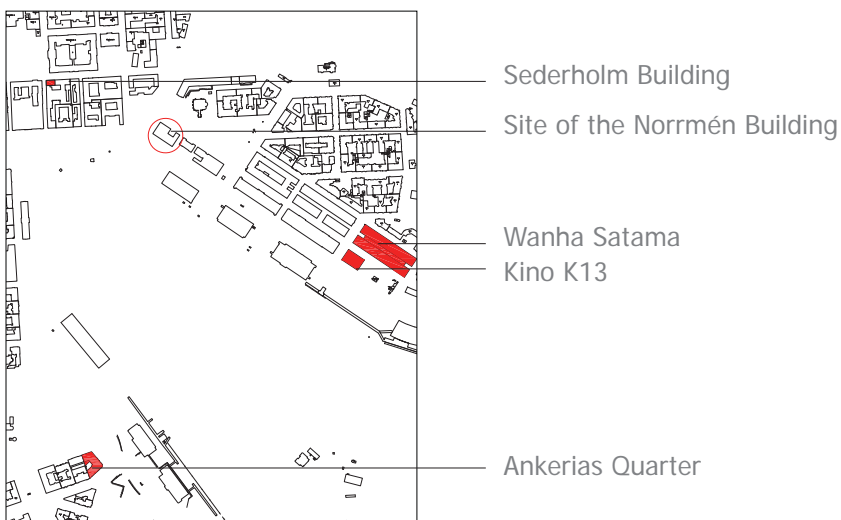 Sederholm Building
Site of the Norrmén Building
Wanha Satama
Kino K13
Ankerias Quarter